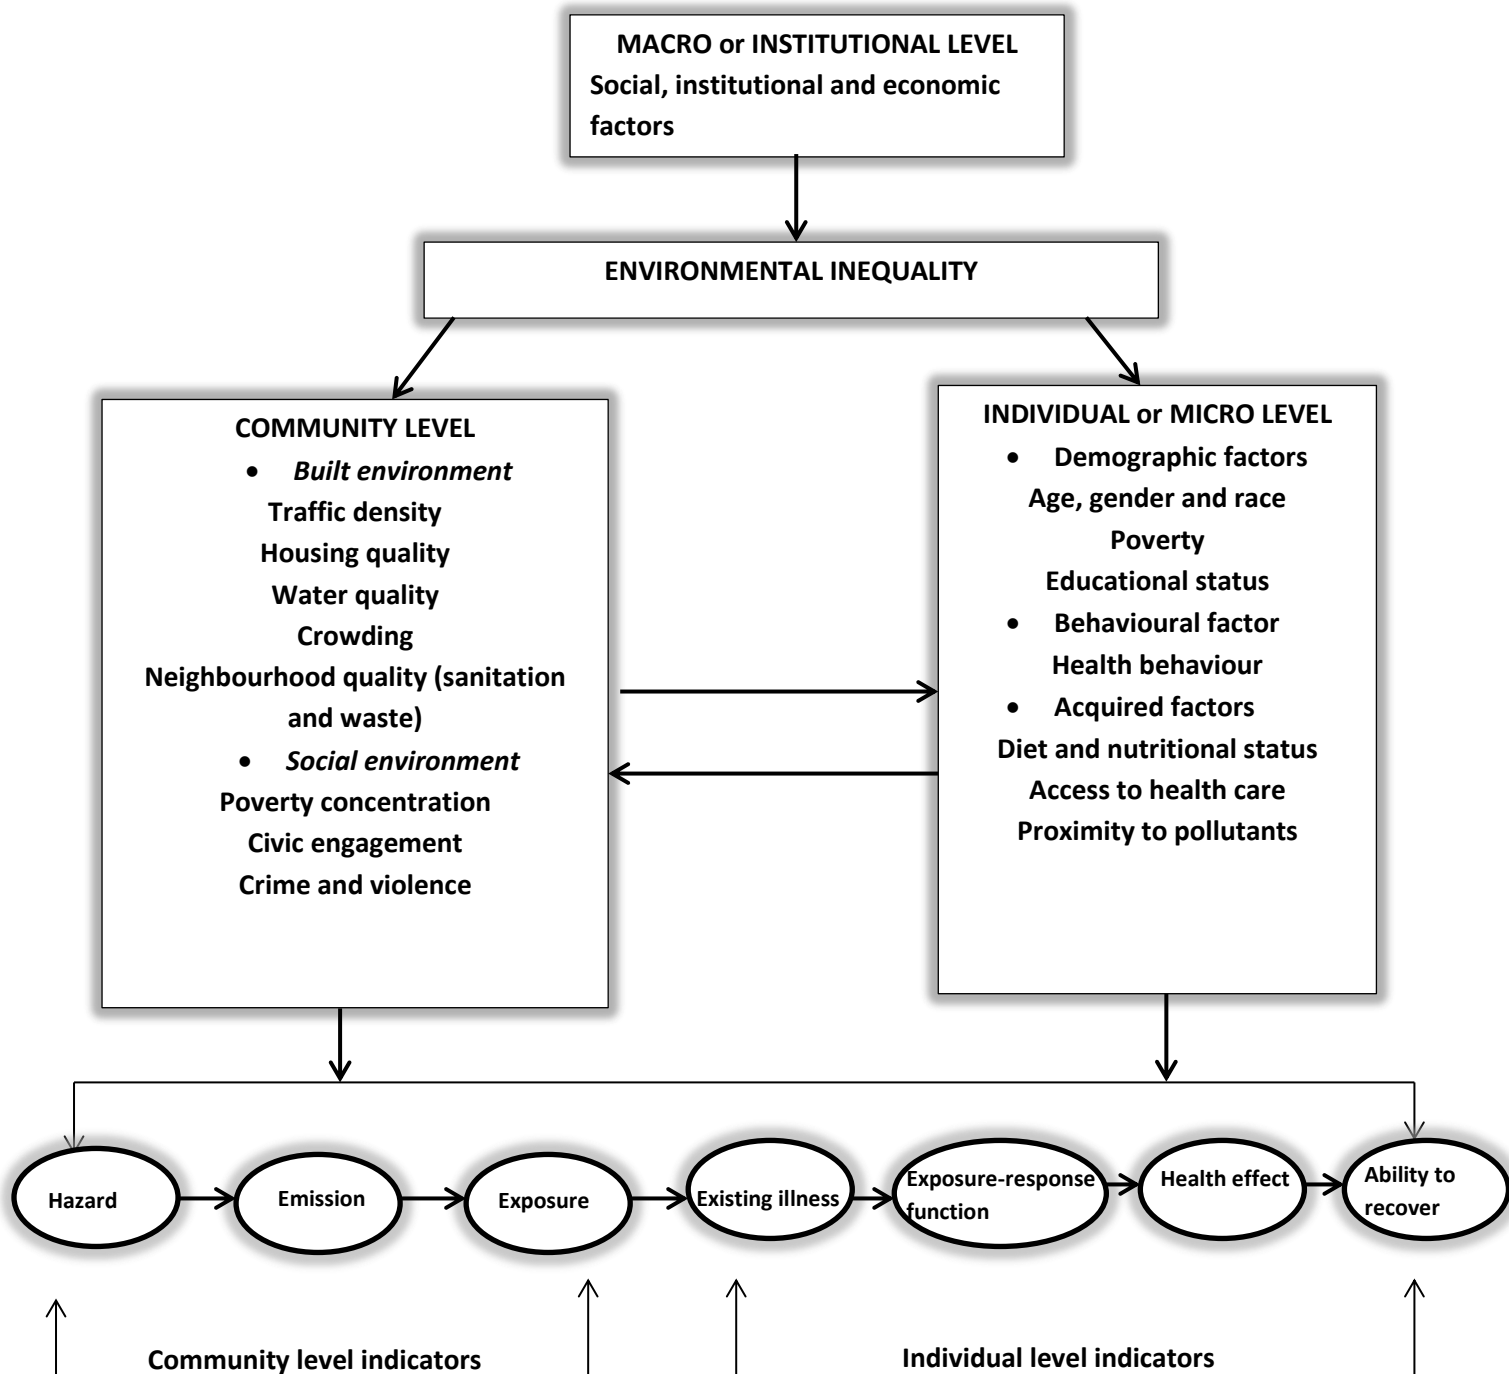 MACRO or INSTITUTIONAL LEVEL
Social, institutional and economic
factors
ENVIRONMENTAL INEQUALITY
COMMUNITY LEVEL
• Built environment
Traffic density
Housing quality
Water quality
Crowding
Neighbourhood quality (sanitation
and waste)
• Social environment
Poverty concentration
Civic engagement
Crime and violence
INDIVIDUAL or MICRO LEVEL
• Demographic factors
Age, gender and race
Poverty
Educational status
• Behavioural factor
Health behaviour
• Acquired factors
Diet and nutritional status
Access to health care
Proximity to pollutants
Hazard
Emission
Exposure
Existing illness
Exposure-response
function
Health effect
Ability to
recover
Community level indicators
Individual level indicators